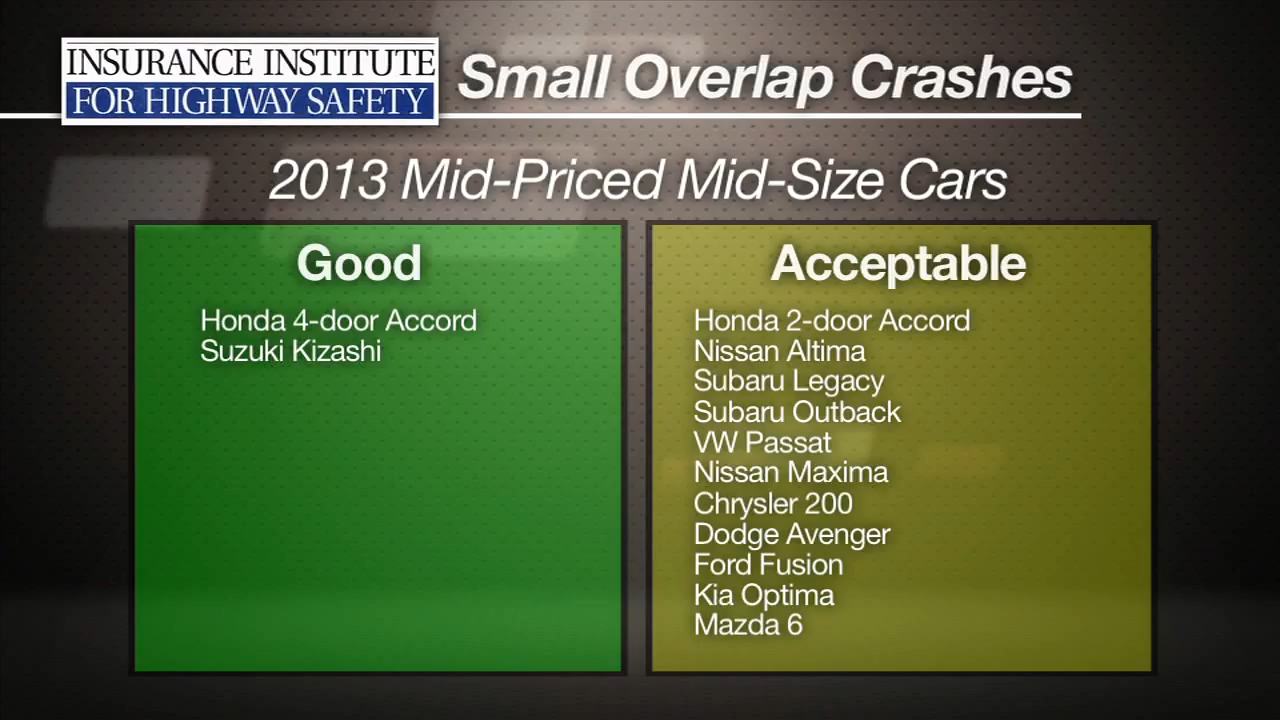 INSURANCE INSTITUTE
FOR HIGHWAY SAFETY
Small Overlap Crashes
2013 Mid-Priced Mid-Size Cars
Good
Honda 4-door Accord
Suzuki Kizashi
Acceptable
Honda 2-door Accord
Nissan Altima
Subaru Legacy
Subaru Outback
VW Passat
Nissan Maxima
Chrysler 200
Dodge Avenger
Ford Fusion
Kia Optima
Mazda 6